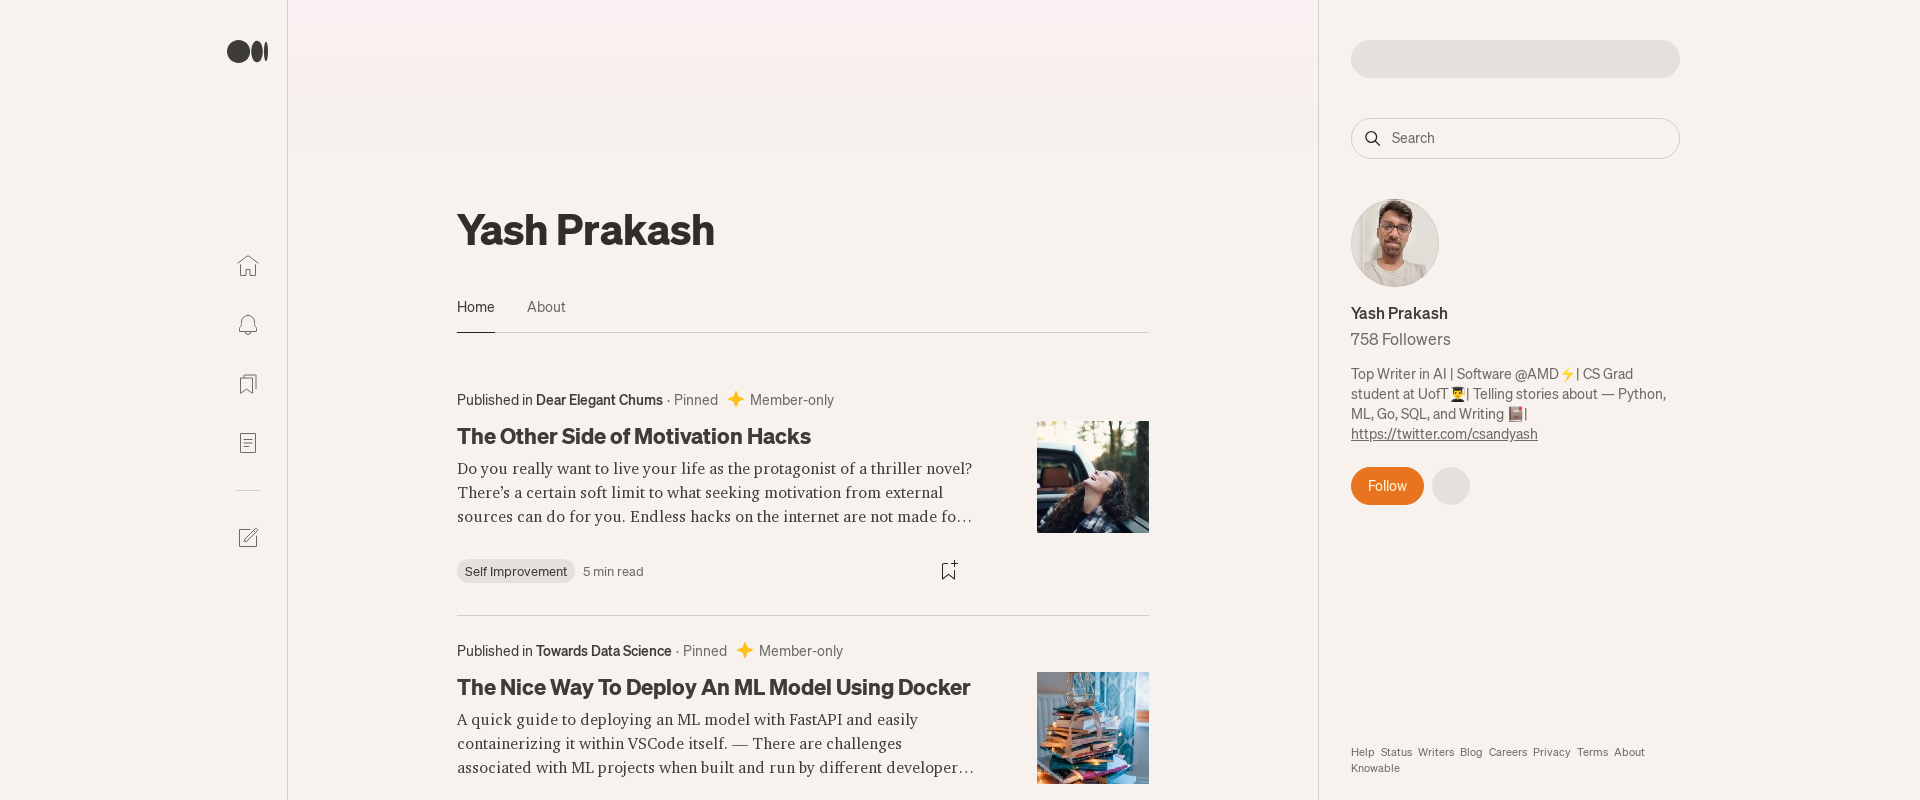 Yash Prakash
Home
About
Published in Dear Elegant Chums · Pinned Member-only
The Other Side of Motivation Hacks
Do you really want to live your life as the protagonist of a thriller novel?
There’s a certain soft limit to what seeking motivation from external
sources can do for you. Endless hacks on the internet are not made fo…
Self Improvement
5 min read
Published in Towards Data Science · Pinned Member-only
The Nice Way To Deploy An ML Model Using Docker
A quick guide to deploying an ML model with FastAPI and easily
containerizing it within VSCode itself. — There are challenges
associated with ML projects when built and run by different developer…
Search
Yash Prakash
758 Followers
Top Writer in AI | Software @AMD⚡| CS Grad
student at UofT👨‍🎓| Telling stories about — Python,
ML, Go, SQL, and Writing 📔|
https://twitter.com/csandyash
Follow
Help Status Writers Blog Careers Privacy Terms About
Knowable